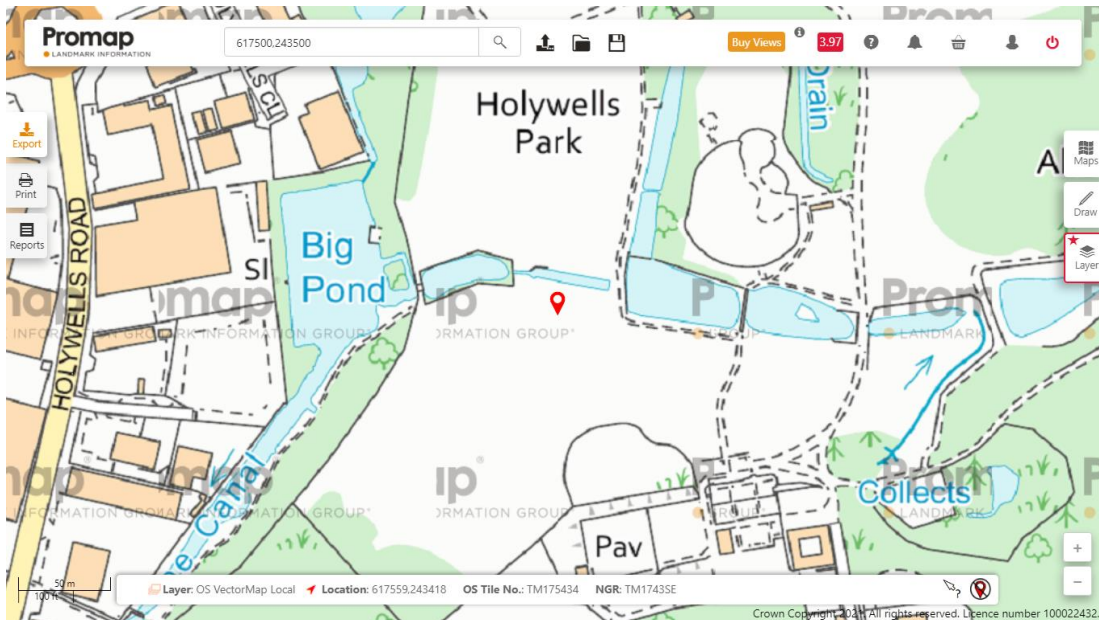 Promap
LANDMARK INFORMATION
617500,243500
Buy Views
3.97
Export
Print
Reports
Maps
Draw
Layer
Holywells
Park
Drain
HOLYWELLS ROAD
Big
Pond
Sl
Canal
Collects
Pav
50 m
100 ft
Layer: OS VectorMap Local Location: 617559,243418 OS Tile No.: TM175434 NGR: TM1743SE
Crown Copyright 2021. All rights reserved. Licence number 100022432.